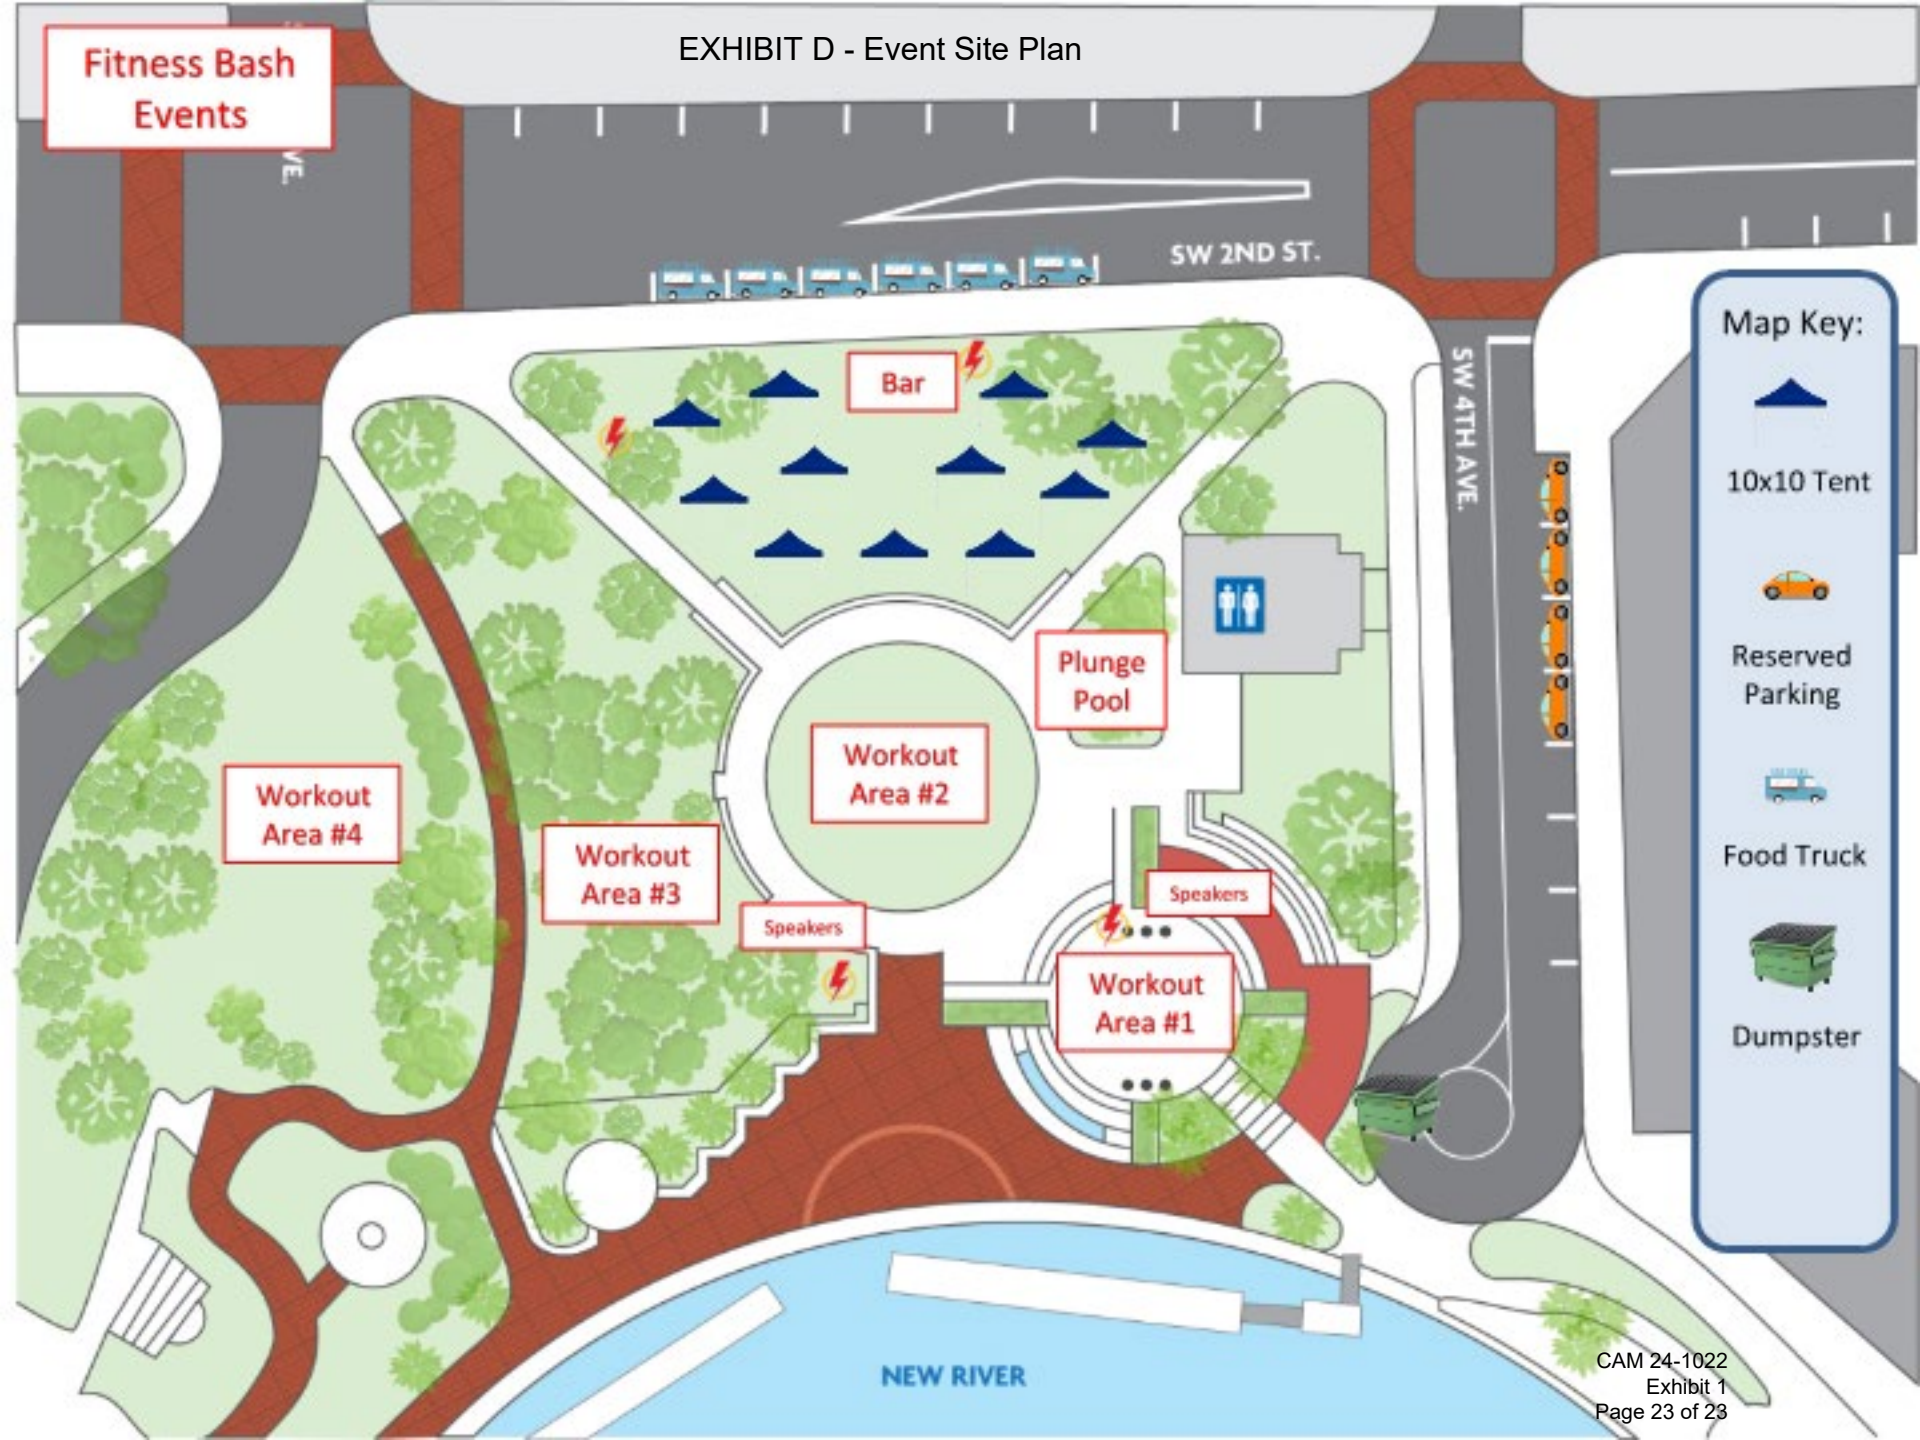 EXHIBIT D - Event Site Plan
Fitness Bash
Events
VE.
SW 2ND ST.
Bar
SW 4TH AVE.
Map Key:
10x10 Tent
Reserved
Parking
Food Truck
Dumpster
Plunge
Pool
Workout
Area #2
Workout
Area #4
Workout
Area #3
Speakers
Speakers
Workout
Area #1
NEW RIVER
CAM 24-1022
Exhibit 1
Page 23 of 23